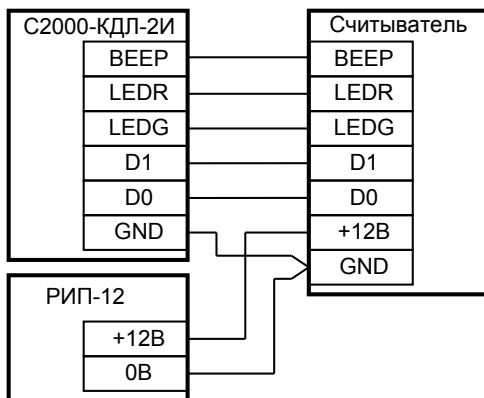 С2000-КДЛ-2И
BEEP
LEDR
LEDG
D1
D0
GND
РИП-12
+12В
0В
Считыватель
BEEP
LEDR
LEDG
D1
D0
+12В
GND